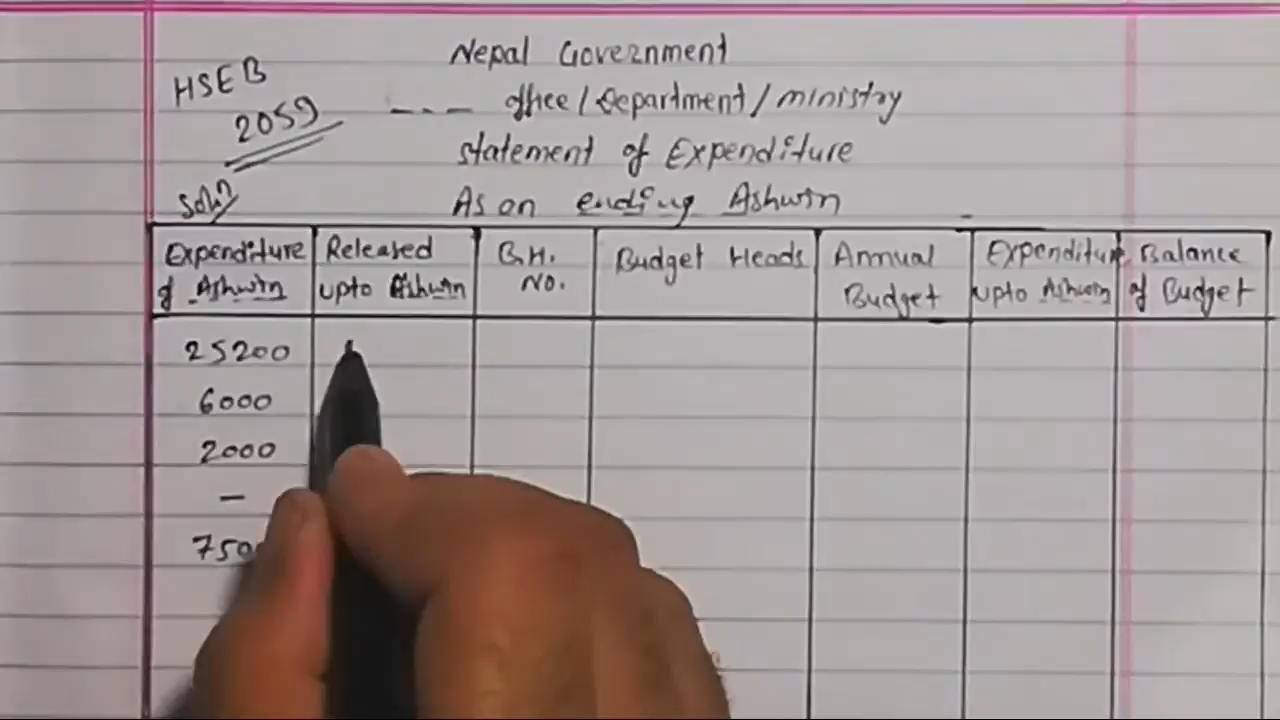 HSEB
2059
Nepal Government
--- office/Department/ministry
statement of Expenditure
As on ending Ashwin
Soln
Expenditure of Ashwin
Released upto Ashwin
B.H. No.
Budget Heads
Annual Budget
Expenditure upto Ashwin
Balance of Budget
25200
6000
2000
—